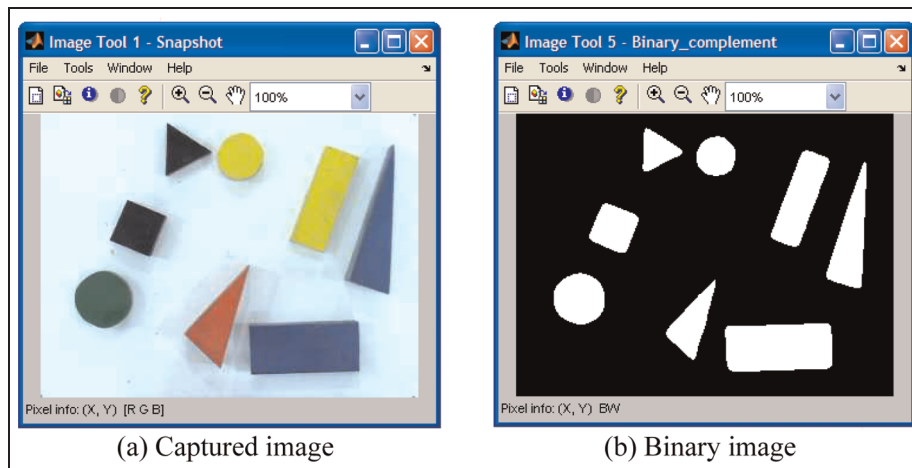 Image Tool 1 - Snapshot
File Tools Window Help
100%
Pixel info: (X, Y) [R G B]
(a) Captured image
Image Tool 5 - Binary_complement
File Tools Window Help
100%
Pixel info: (X, Y) BW
(b) Binary image